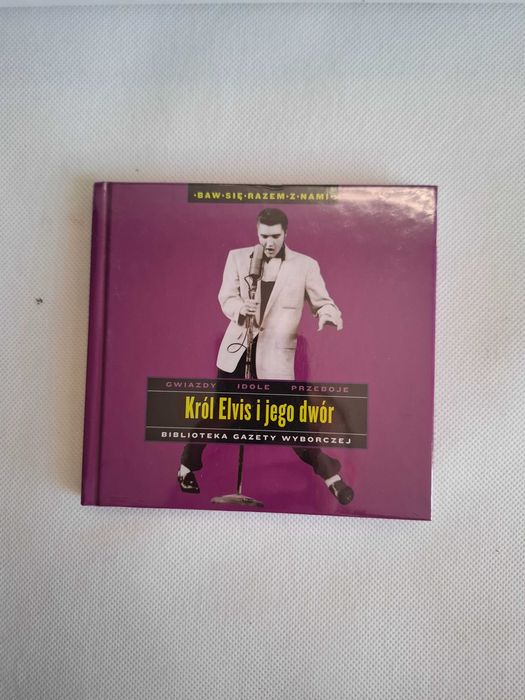 ·BAW·SIĘ·RAZEM·Z·NAMI·
GWIAZDY IDOLE PRZEBOJE
Król Elvis i jego dwór
BIBLIOTEKA GAZETY WYBORCZEJ